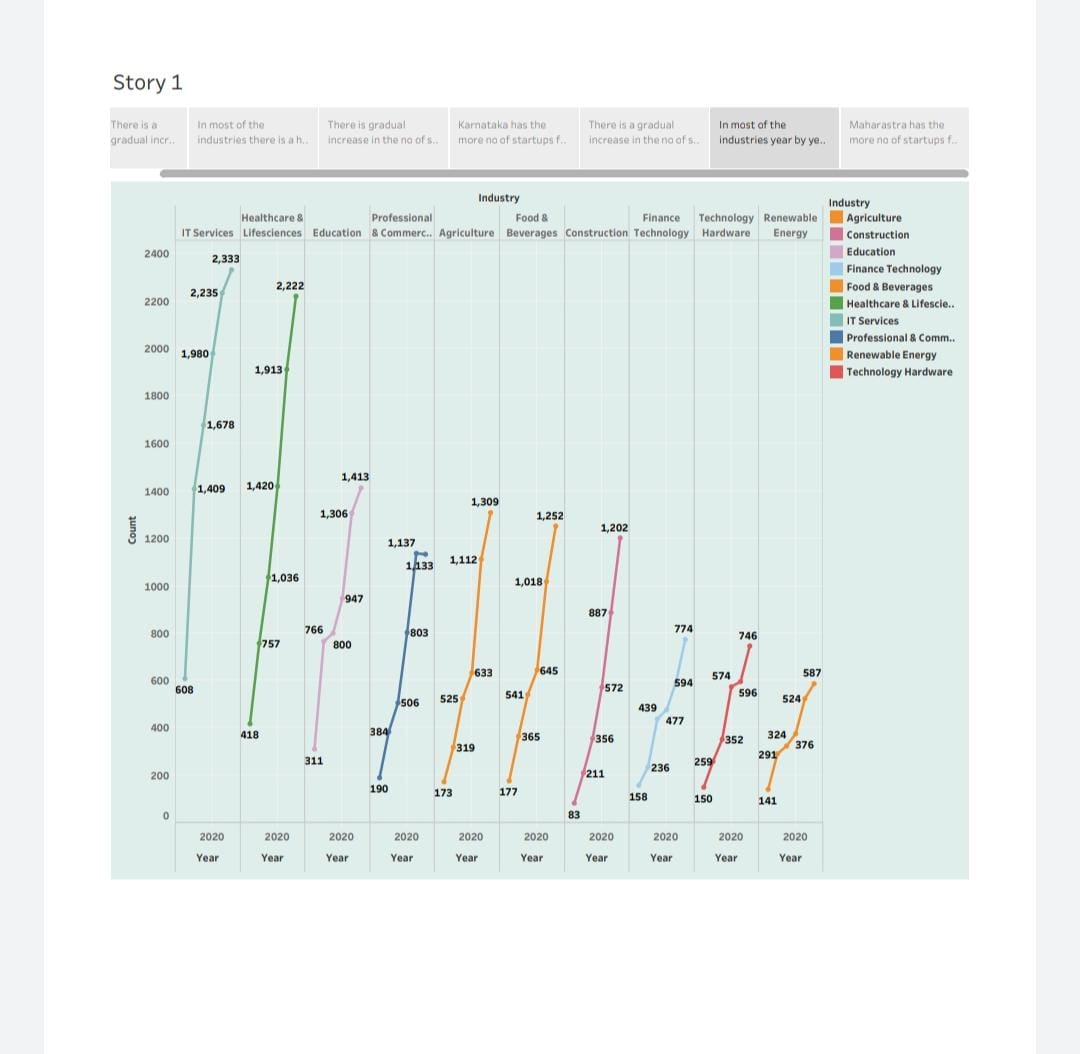 Story 1
There is a
gradual incr..
In most of the
industries there is a h..
There is gradual
increase in the no of s..
Karnataka has the
more no of startups f..
There is a gradual
increase in the no of s..
In most of the
industries year by ye..
Maharastra has the
more no of startups f..
Industry
IT Services
Healthcare &
Lifesciences
Education
Professional
& Commerc..
Agriculture
Food &
Beverages
Construction
Finance
Technology
Technology
Hardware
Renewable
Energy
Count
2400
2200
2000
1800
1600
1400
1200
1000
800
600
400
200
0
2,333
2,235
1,980
1,678
1,409
608
2,222
1,913
1,420
1,036
757
418
1,413
1,306
947
800
766
311
1,137
1,133
803
506
384
190
1,309
1,112
633
525
319
173
1,252
1,018
645
541
365
177
1,202
887
572
356
211
83
774
594
477
439
236
158
746
596
574
352
259
150
587
524
376
324
291
141
2020
2020
2020
2020
2020
2020
2020
2020
2020
2020
Year
Year
Year
Year
Year
Year
Year
Year
Year
Year
Industry
Agriculture
Construction
Education
Finance Technology
Food & Beverages
Healthcare & Lifescie..
IT Services
Professional & Comm..
Renewable Energy
Technology Hardware